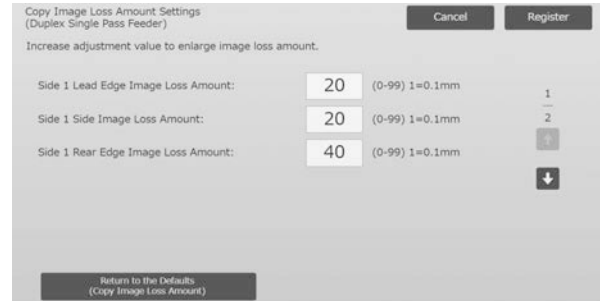 Copy Image Loss Amount Settings
(Duplex Single Pass Feeder)
Cancel
Register
Increase adjustment value to enlarge image loss amount.
Side 1 Lead Edge Image Loss Amount:
20
(0-99) 1=0.1mm
Side 1 Side Image Loss Amount:
20
(0-99) 1=0.1mm
Side 1 Rear Edge Image Loss Amount:
40
(0-99) 1=0.1mm
1
2
Return to the Defaults
(Copy Image Loss Amount)